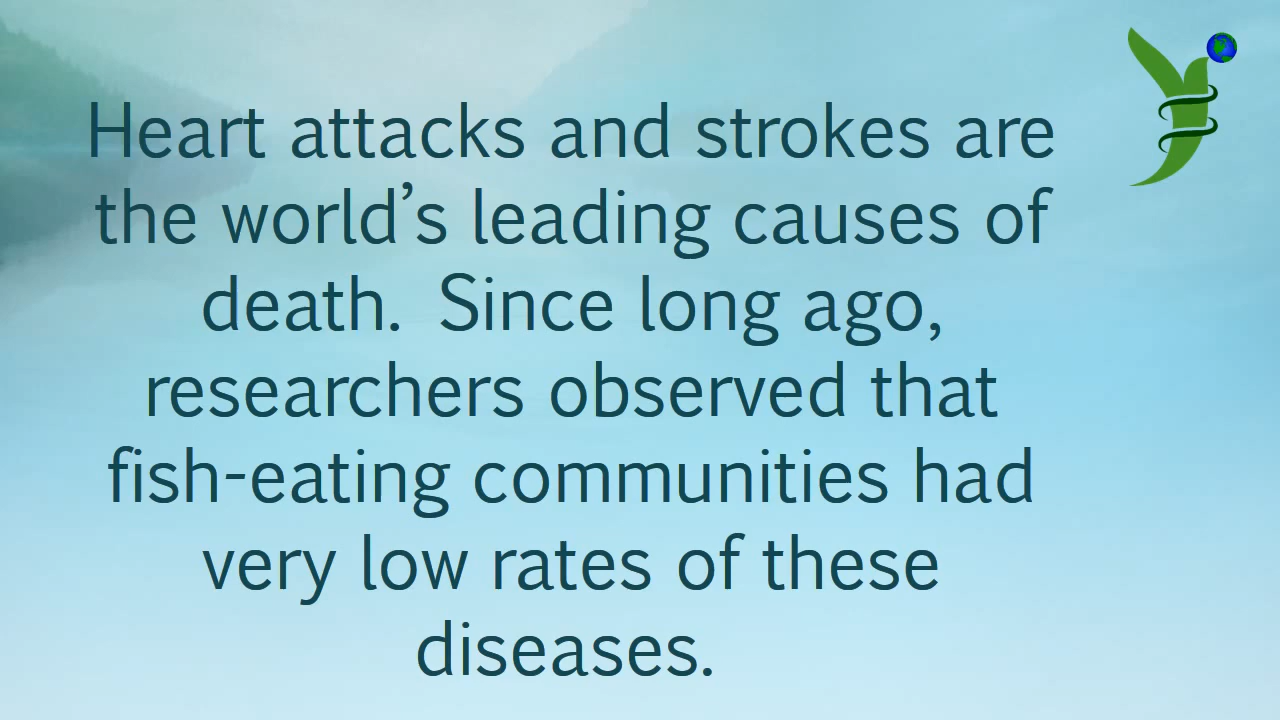 Heart attacks and strokes are
the world’s leading causes of
death.  Since long ago,
researchers observed that
fish-eating communities had
very low rates of these
diseases.